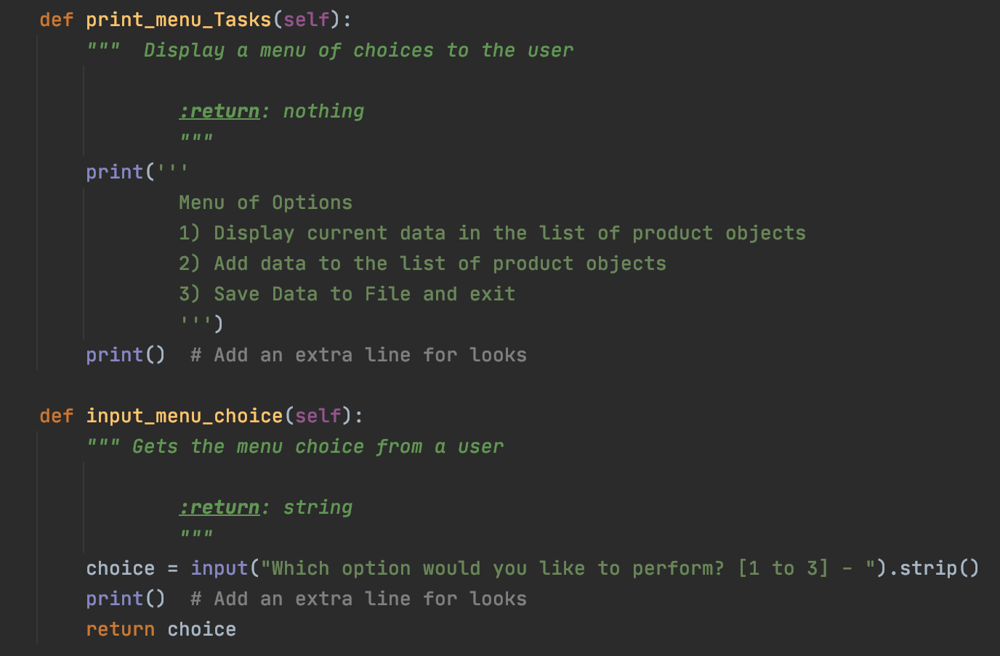 def print_menu_Tasks(self):
    """  Display a menu of choices to the user

            :return: nothing
            """
    print('''
            Menu of Options
            1) Display current data in the list of product objects
            2) Add data to the list of product objects
            3) Save Data to File and exit
            ''')
    print()  # Add an extra line for looks

def input_menu_choice(self):
    """ Gets the menu choice from a user

            :return: string
            """
    choice = input("Which option would you like to perform? [1 to 3] - ").strip()
    print()  # Add an extra line for looks
    return choice